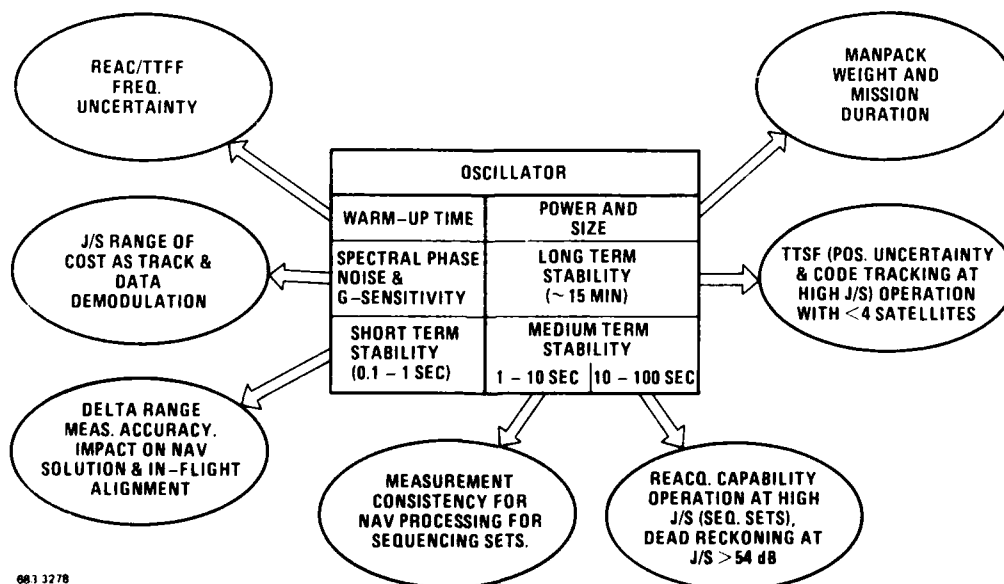 REAC/TTFF
FREQ.
UNCERTAINTY
MANPACK
WEIGHT AND
MISSION
DURATION
OSCILLATOR
WARM-UP TIME
POWER AND
SIZE
SPECTRAL PHASE
NOISE &
G-SENSITIVITY
LONG TERM
STABILITY
(~ 15 MIN)
SHORT TERM
STABILITY
(0.1 - 1 SEC)
MEDIUM TERM
STABILITY
1 - 10 SEC
10 - 100 SEC
J/S RANGE OF
COST AS TRACK &
DATA
DEMODULATION
TTSF (POS. UNCERTAINTY
& CODE TRACKING AT
HIGH J/S) OPERATION
WITH <4 SATELLITES
DELTA RANGE
MEAS. ACCURACY.
IMPACT ON NAV
SOLUTION & IN-FLIGHT
ALIGNMENT
MEASUREMENT
CONSISTENCY FOR
NAV PROCESSING FOR
SEQUENCING SETS.
REACQ. CAPABILITY
OPERATION AT HIGH
J/S (SEQ. SETS),
DEAD RECKONING AT
J/S > 54 dB
683 3278